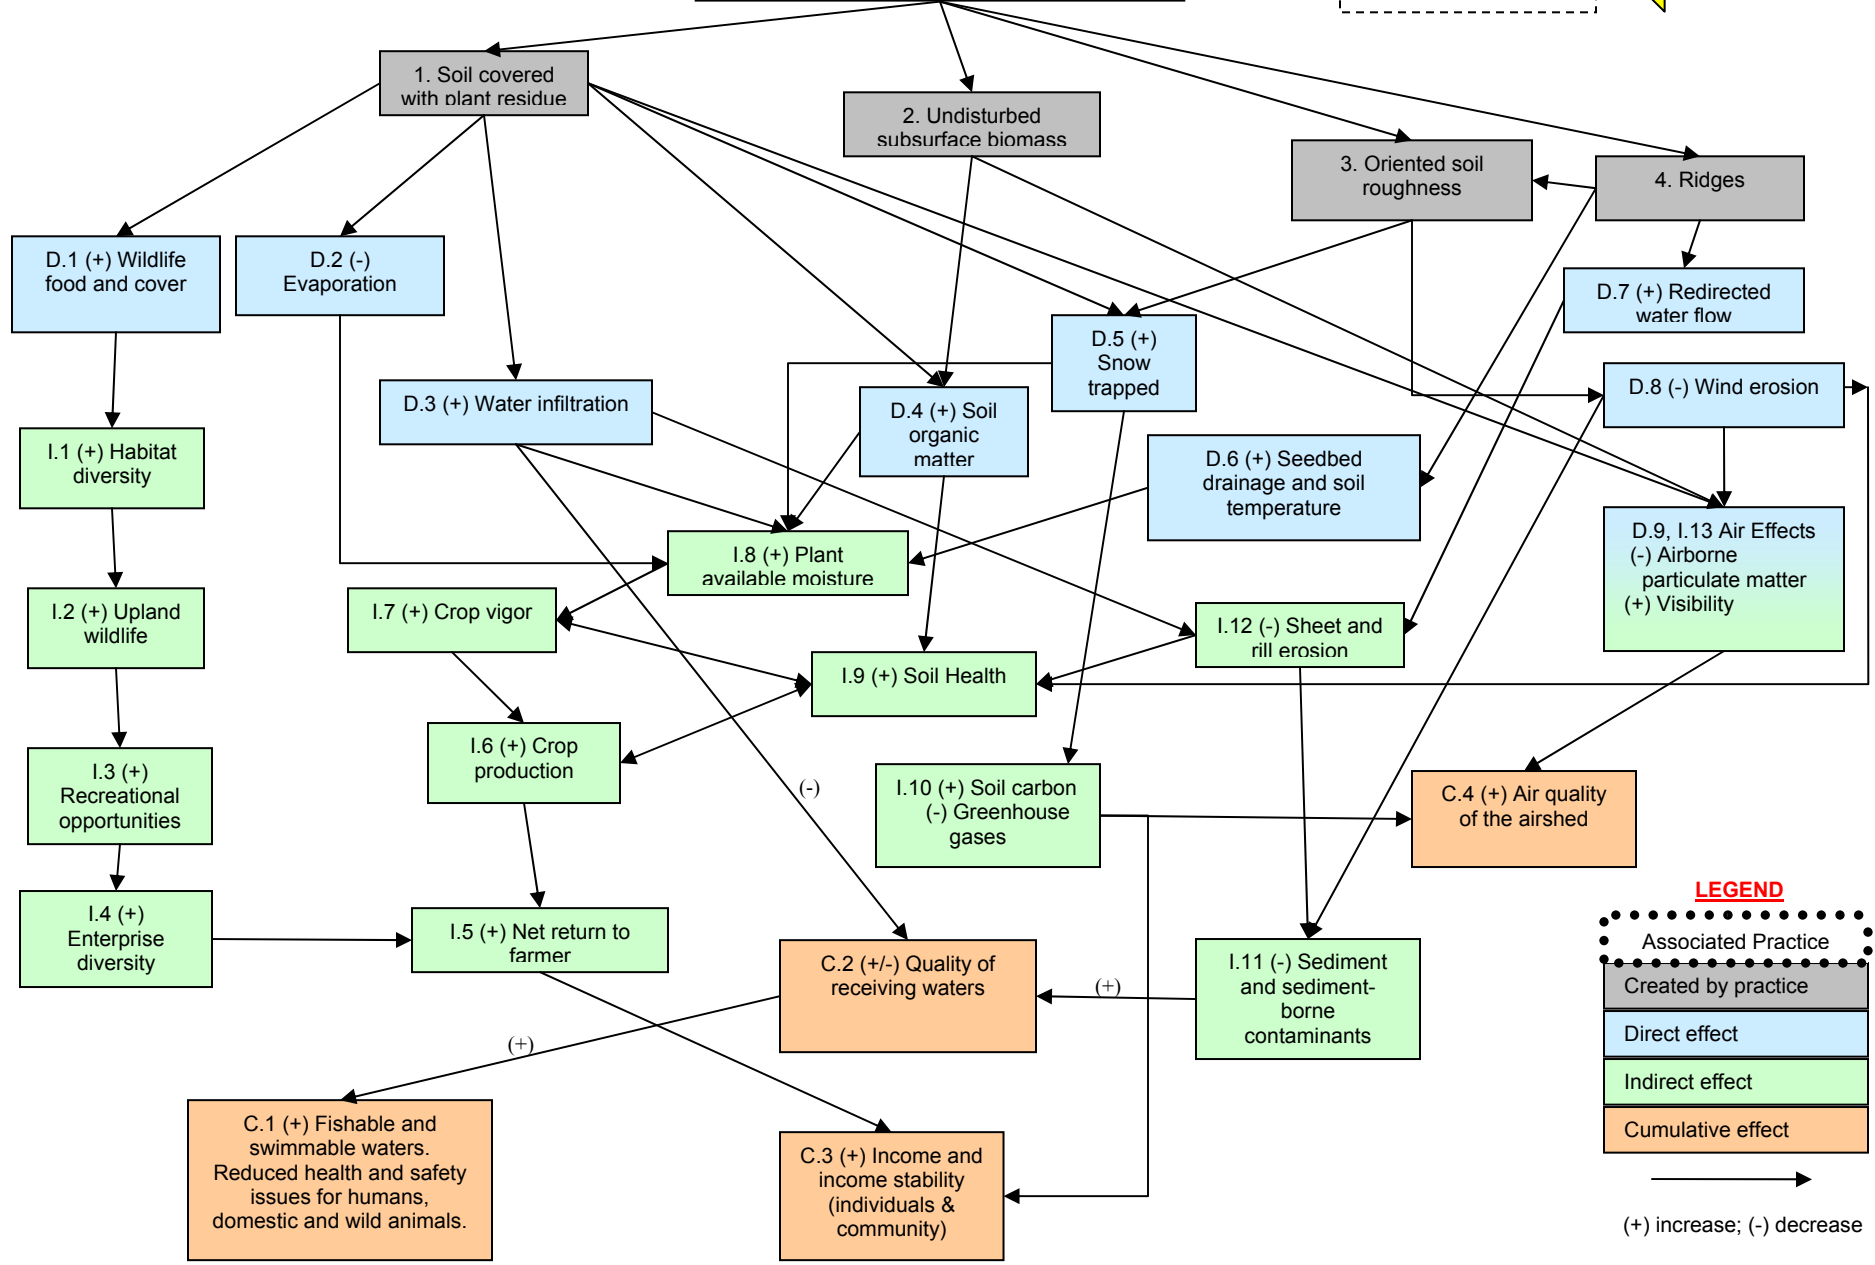 1. Soil covered
with plant residue
2. Undisturbed
subsurface biomass
3. Oriented soil
roughness
4. Ridges
D.1 (+) Wildlife
food and cover
D.2 (-)
Evaporation
D.7 (+) Redirected
water flow
D.5 (+)
Snow
trapped
D.3 (+) Water infiltration
D.4 (+) Soil
organic
matter
D.8 (-) Wind erosion
I.1 (+) Habitat
diversity
D.6 (+) Seedbed
drainage and soil
temperature
D.9, I.13 Air Effects
(-) Airborne
particulate matter
(+) Visibility
I.8 (+) Plant
available moisture
I.2 (+) Upland
wildlife
I.7 (+) Crop vigor
I.12 (-) Sheet and
rill erosion
I.9 (+) Soil Health
I.6 (+) Crop
production
I.3 (+)
Recreational
opportunities
(-)
I.10 (+) Soil carbon
(-) Greenhouse
gases
C.4 (+) Air quality
of the airshed
I.4 (+)
Enterprise
diversity
I.5 (+) Net return to
farmer
C.2 (+/-) Quality of
receiving waters
(+)
I.11 (-) Sediment
and sediment-
borne
contaminants
(+)
C.1 (+) Fishable and
swimmable waters.
Reduced health and safety
issues for humans,
domestic and wild animals.
C.3 (+) Income and
income stability
(individuals &
community)
LEGEND
Associated Practice
Created by practice
Direct effect
Indirect effect
Cumulative effect
(+) increase; (-) decrease